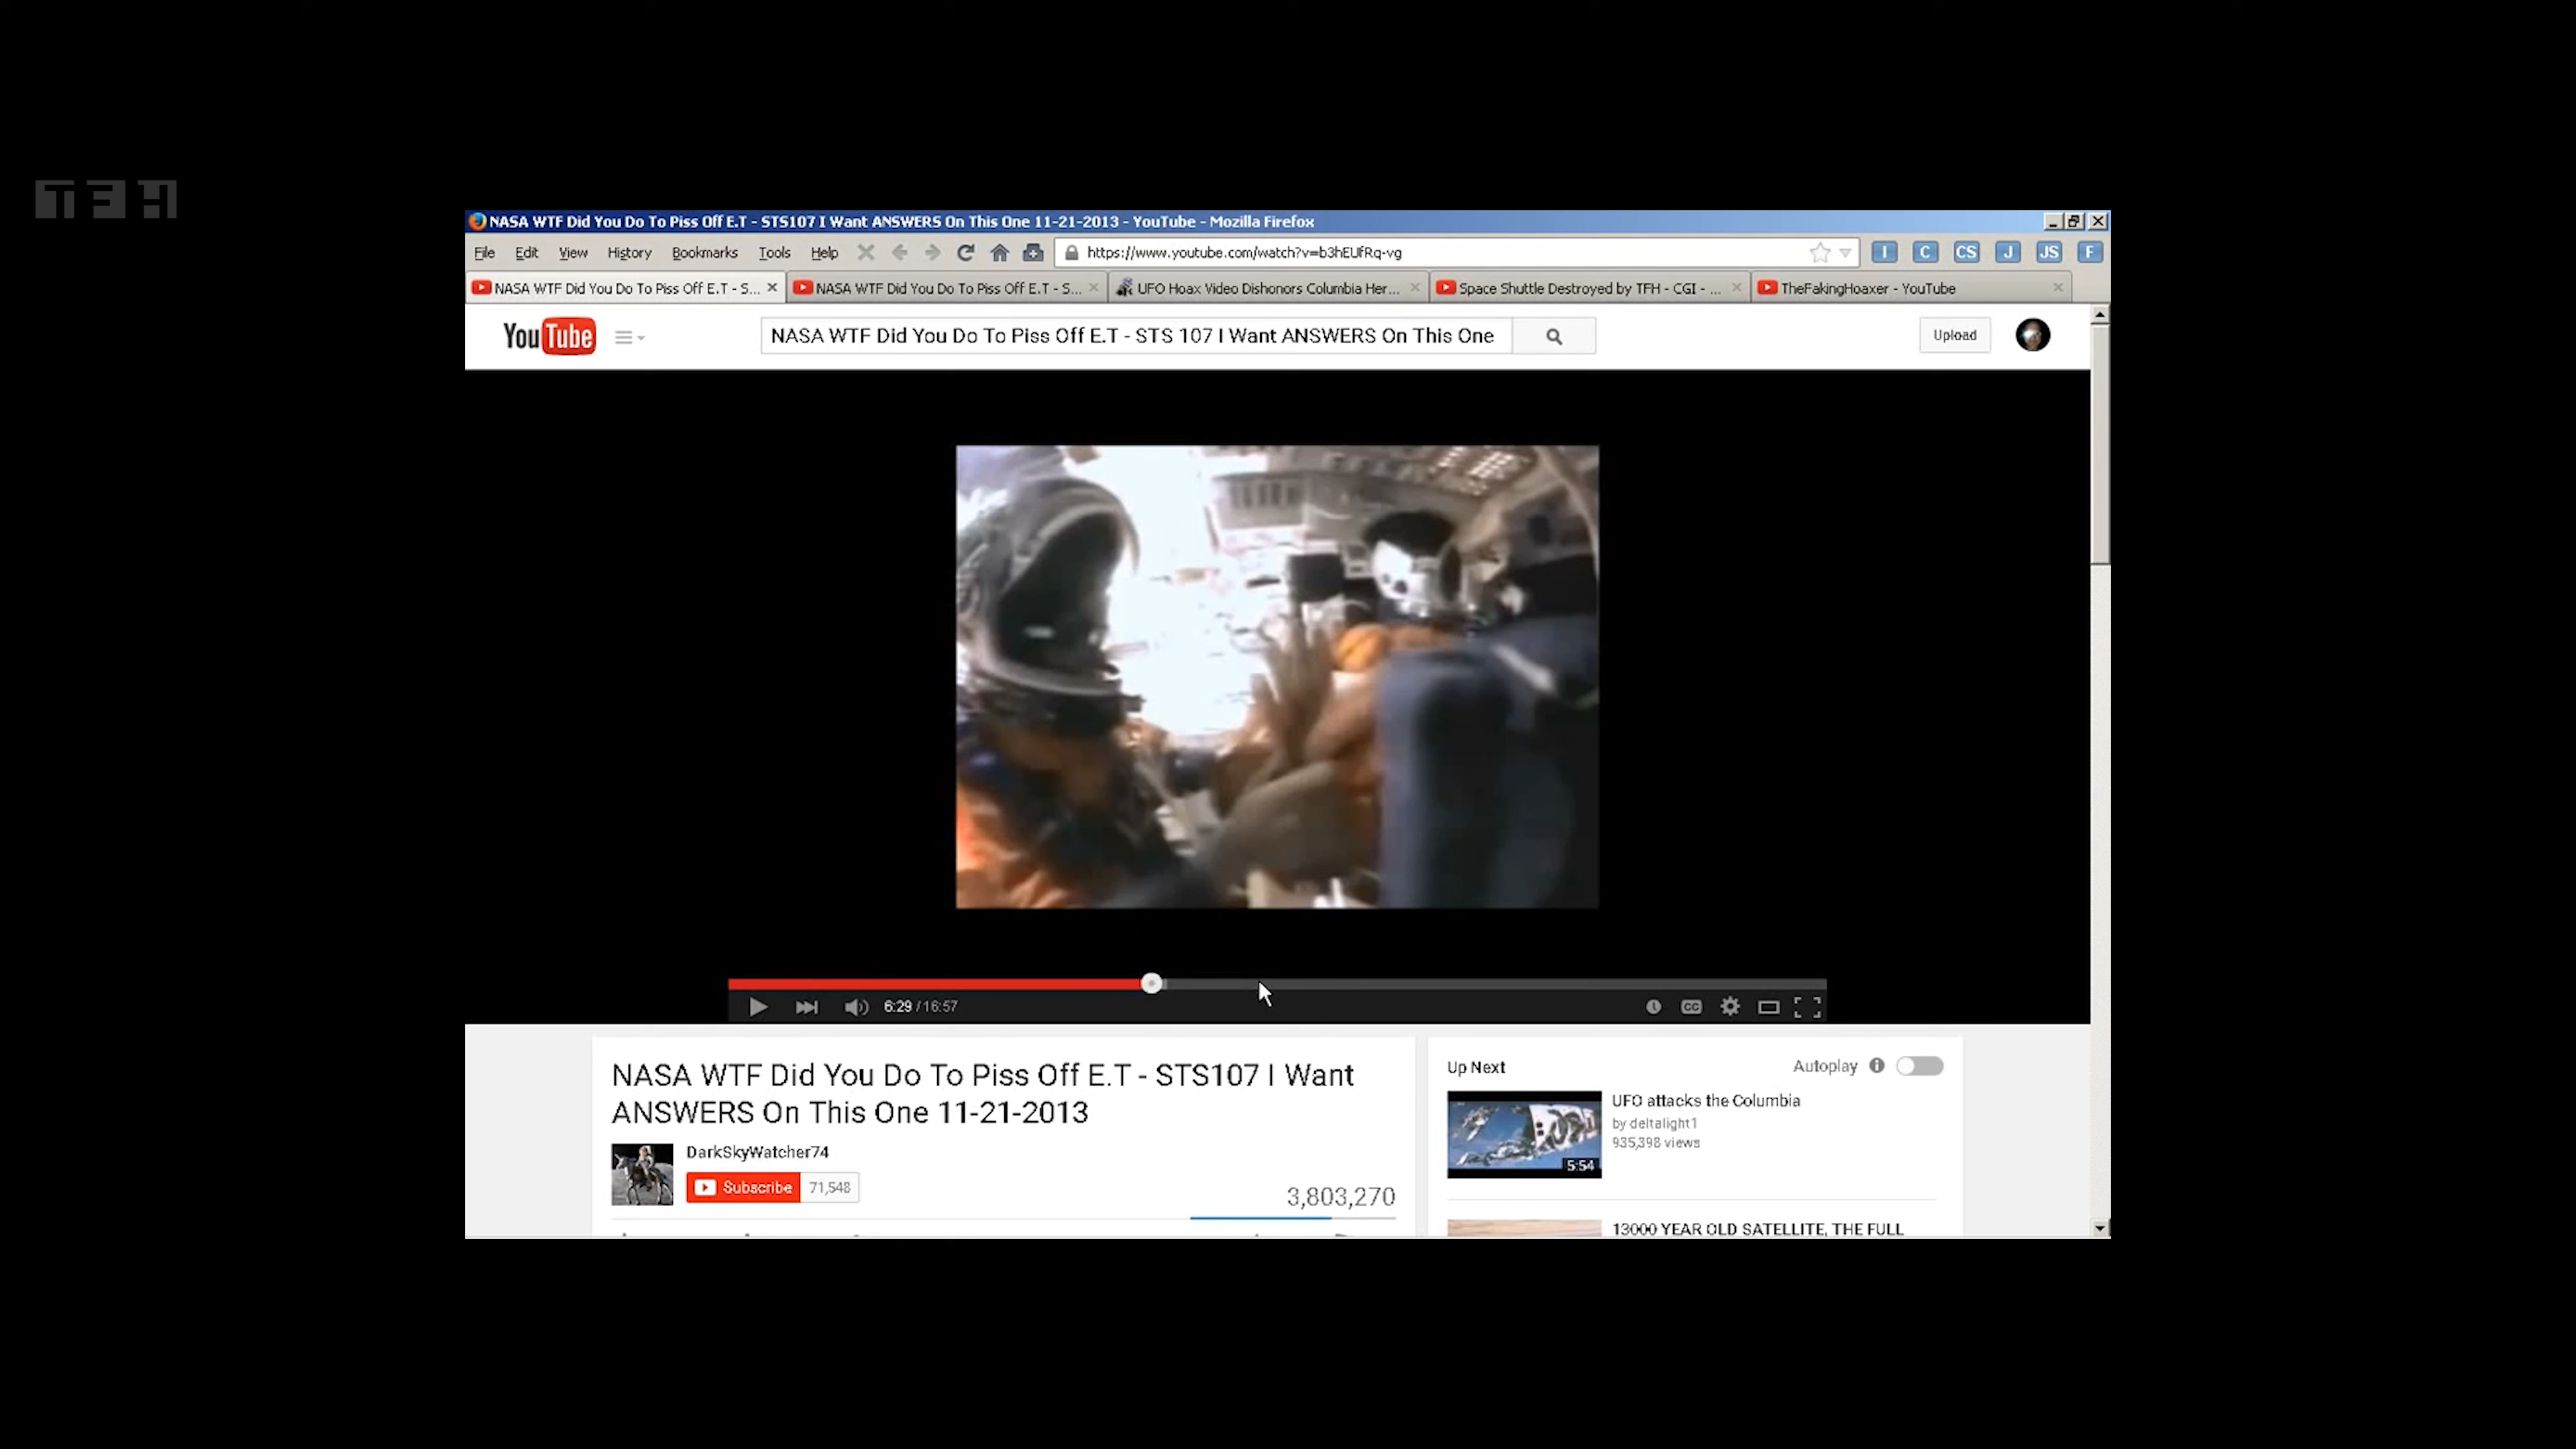 TFH
NASA WTF Did You Do To Piss Off E.T - STS107 I Want ANSWERS On This One 11-21-2013 - YouTube - Mozilla Firefox
File Edit View History Bookmarks Tools Help
https://www.youtube.com/watch?v=b3hEUfRq-vg
I C CS J JS F
NASA WTF Did You Do To Piss Off E.T - S...
NASA WTF Did You Do To Piss Off E.T - S...
UFO Hoax Video Dishonors Columbia Her...
Space Shuttle Destroyed by TFH - CGI - ...
TheFakingHoaxer - YouTube
YouTube
NASA WTF Did You Do To Piss Off E.T - STS 107 I Want ANSWERS On This One
Upload
6:29 / 16:57
CC
NASA WTF Did You Do To Piss Off E.T - STS107 I Want
ANSWERS On This One 11-21-2013
DarkSkyWatcher74
Subscribe 71,548
3,803,270
Up Next
Autoplay
UFO attacks the Columbia
by deltalight1
935,398 views
5:54
13000 YEAR OLD SATELLITE, THE FULL